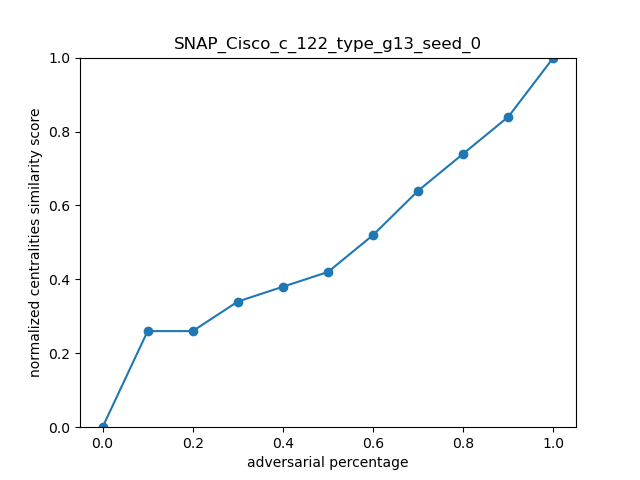 SNAP_Cisco_c_122_type_g13_seed_0
normalized centralities similarity score
1.0
0.8
0.6
0.4
0.2
0.0
0.0 0.2 0.4 0.6 0.8 1.0
adversarial percentage